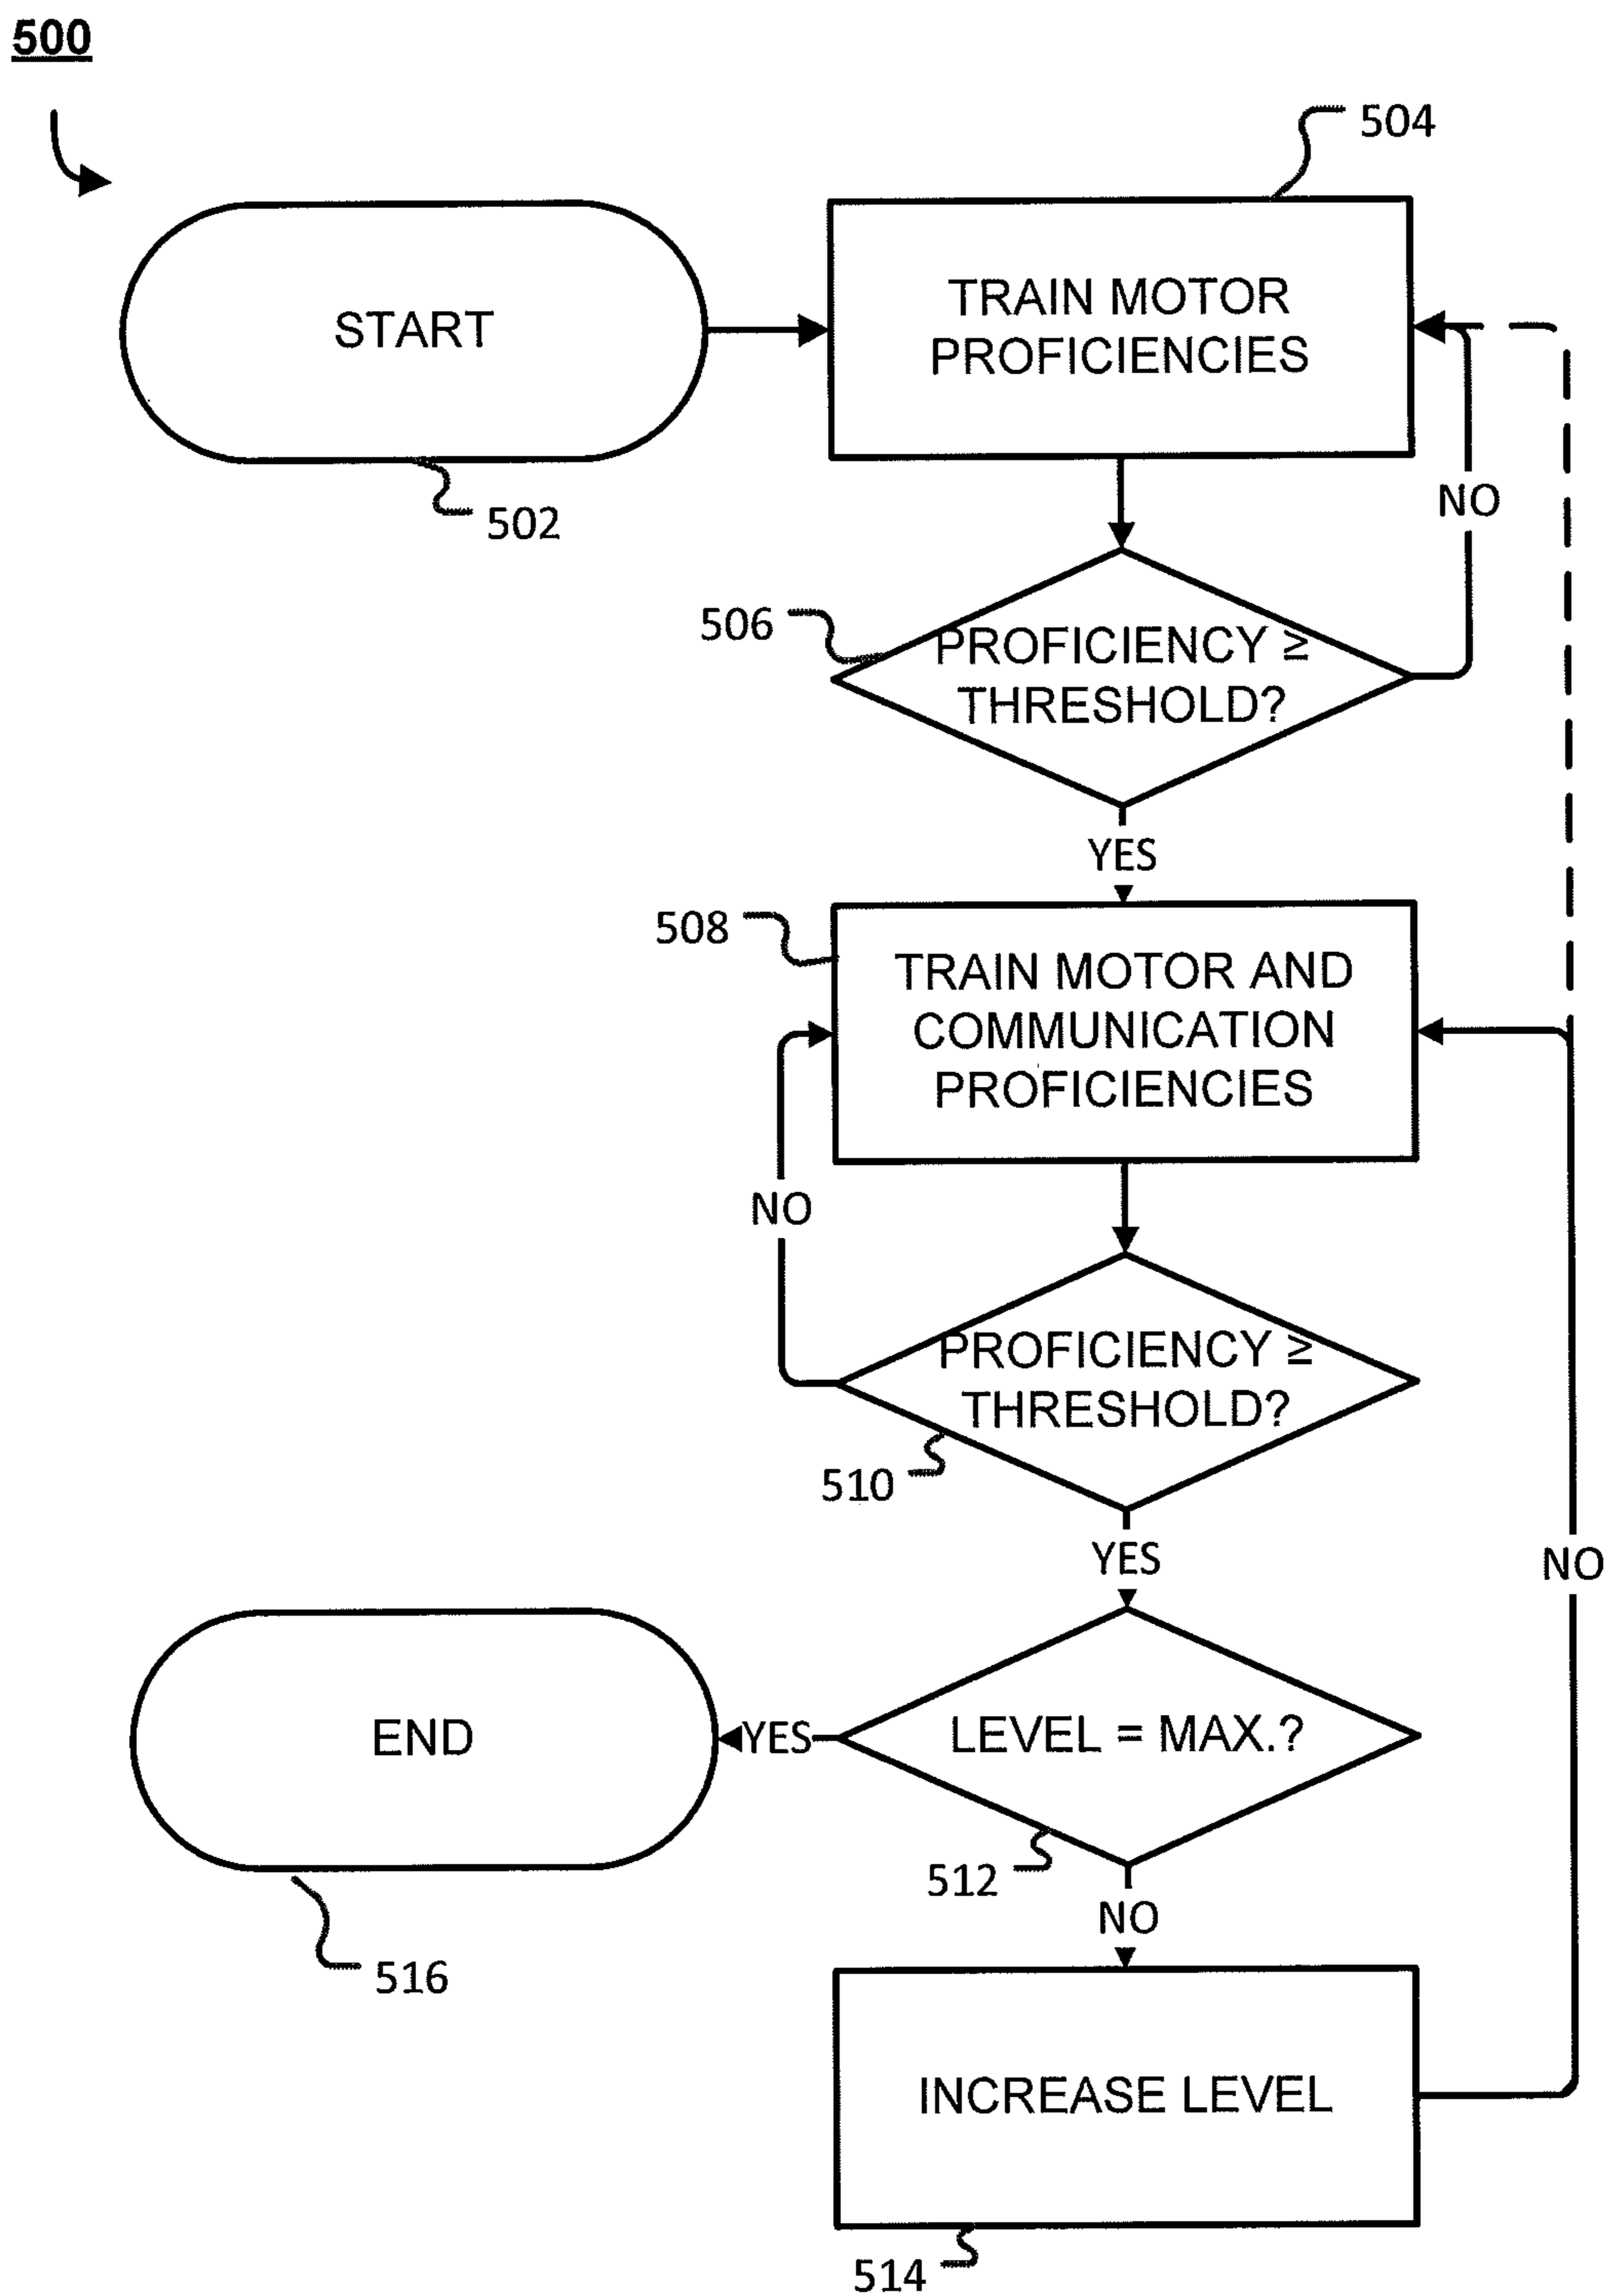 500
504
START
TRAIN MOTOR
PROFICIENCIES
502
NO
506
PROFICIENCY ≥
THRESHOLD?
YES
508
TRAIN MOTOR AND
COMMUNICATION
PROFICIENCIES
NO
PROFICIENCY ≥
THRESHOLD?
510
YES
NO
END
YES
LEVEL = MAX.?
512
NO
516
INCREASE LEVEL
514